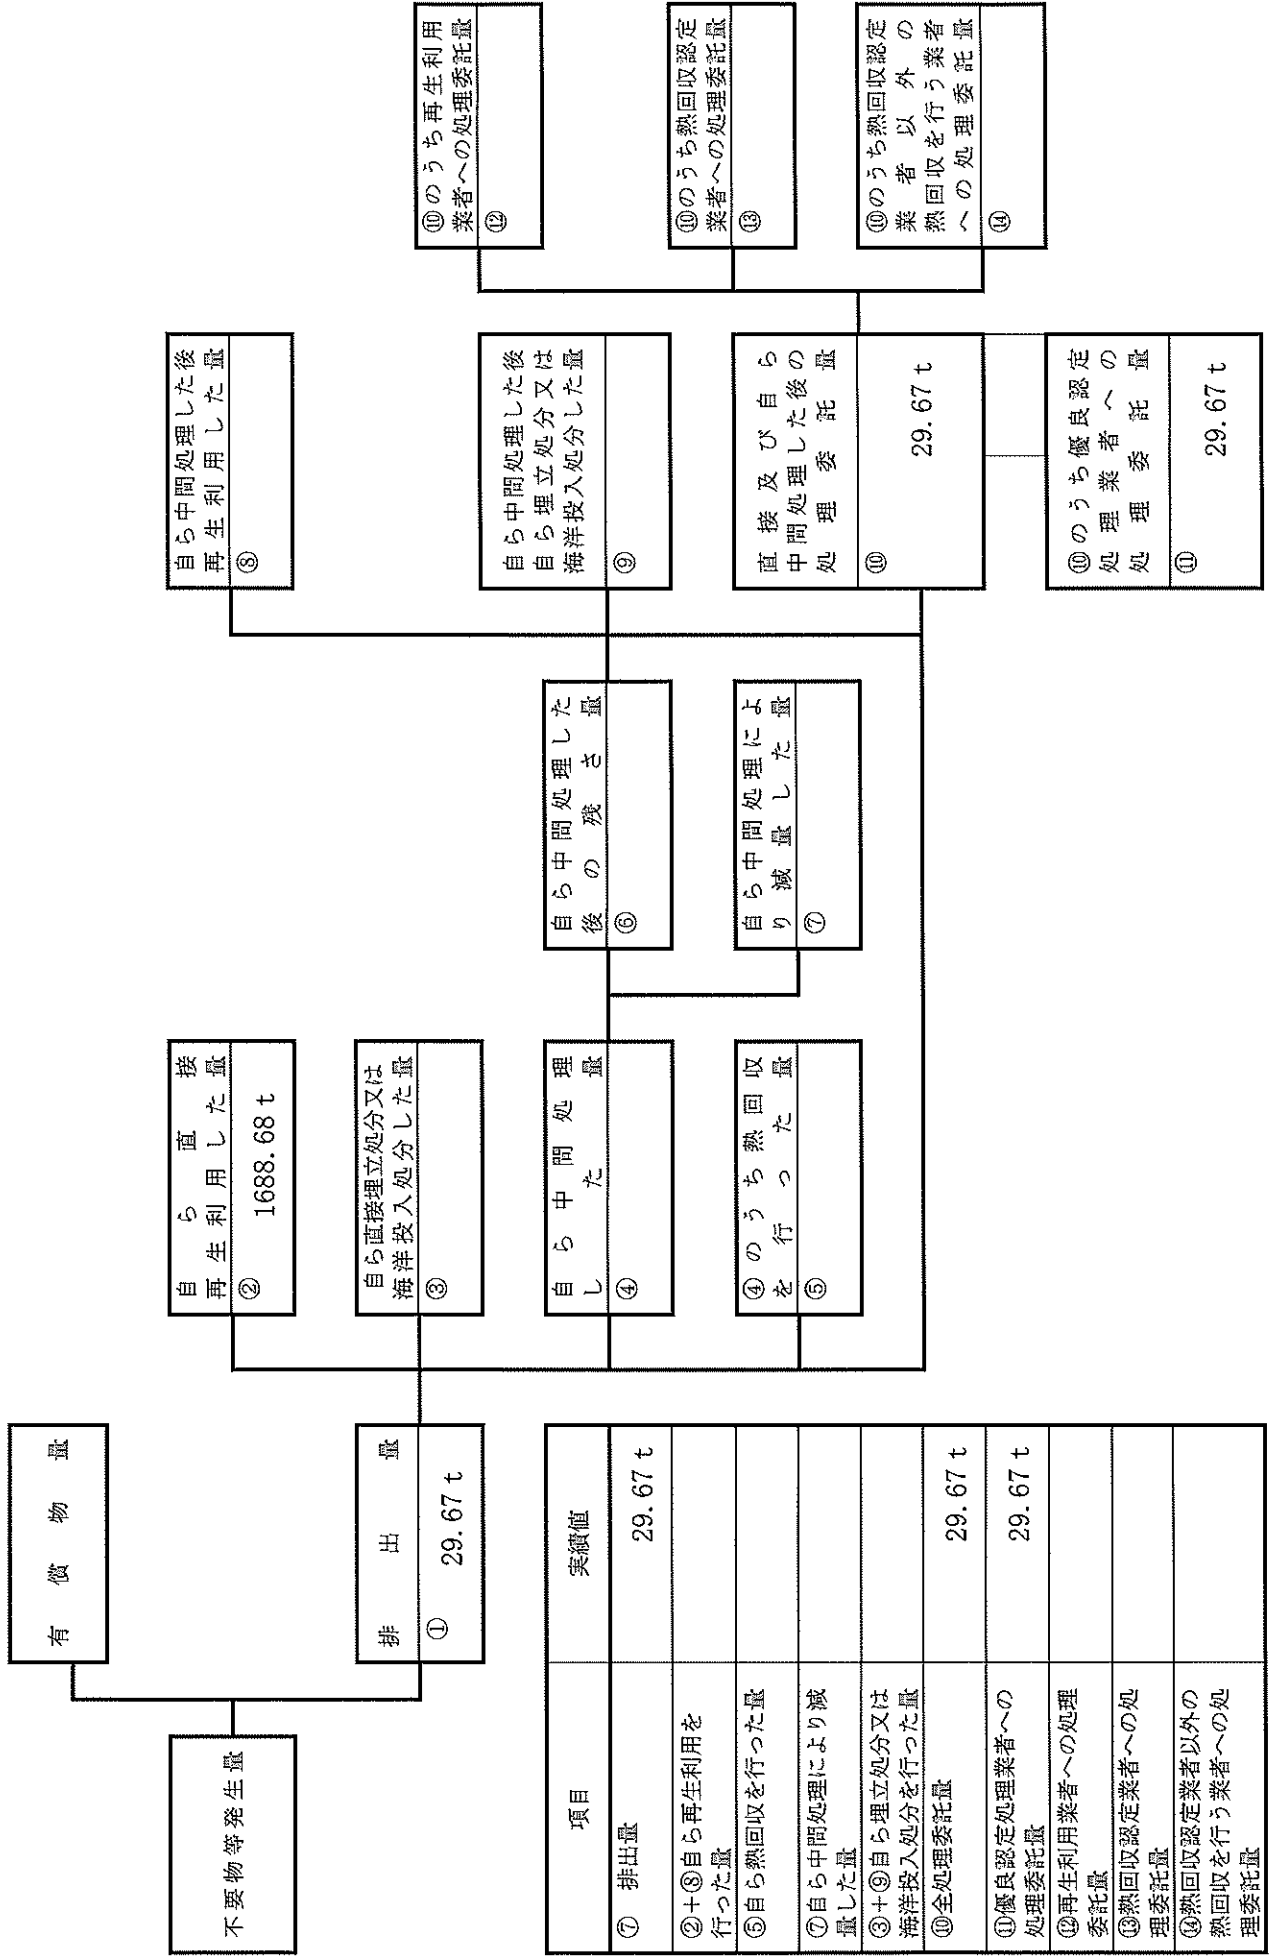 不要物等発生量
有償物量
排出量
①
29.67ｔ
自ら直接
再生利用した量
②
1688.68ｔ
自ら直接埋立処分又は
海洋投入処分した量
③
自ら中間処理
した量
④
④のうち熱回収
を行った量
⑤
自ら中間処理した
後の残さ量
⑥
自ら中間処理によ
り減量した量
⑦
自ら中間処理した後
再生利用した量
⑧
自ら中間処理した後
自ら埋立処分又は
海洋投入処分した量
⑨
直接及び自ら
中間処理した後の
処理委託量
⑩
29.67ｔ
⑩のうち優良認定
処理業者への
処理委託量
⑪
29.67ｔ
⑩のうち再生利用
業者への処理委託量
⑫
⑩のうち熱回収認定
業者への処理委託量
⑬
⑩のうち熱回収認定
業者以外の
熱回収を行う業者
への処理委託量
⑭
項目
実績値
⑦ 排出量
29.67ｔ
②+⑧自ら再生利用を
行った量
⑤自ら熱回収を行った量
⑦自ら中間処理により減
量した量
③+⑨自ら埋立処分又は
海洋投入処分を行った量
⑩全処理委託量
29.67ｔ
⑪優良認定処理業者への
処理委託量
29.67ｔ
⑫再生利用業者への処理
委託量
⑬熱回収認定業者への処
理委託量
⑭熱回収認定業者以外の
熱回収を行う業者への処
理委託量